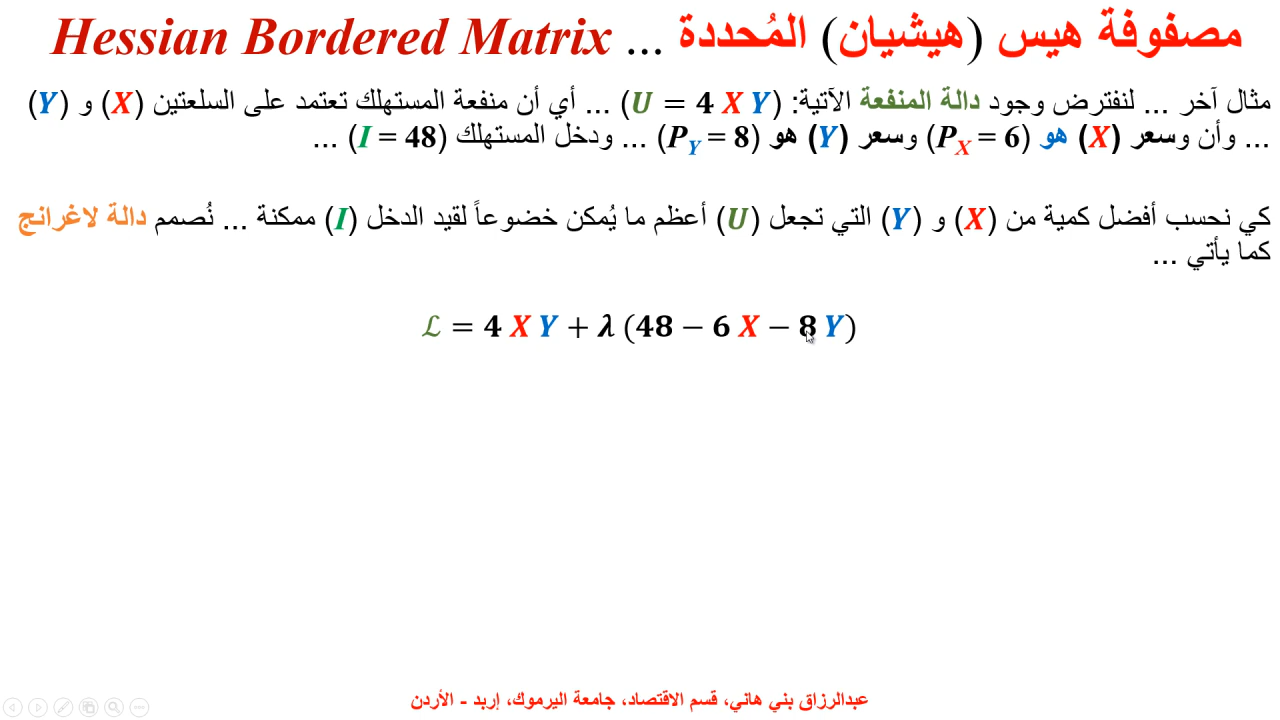 مصفوفة هيس (هيشيان) المُحددة ... Hessian Bordered Matrix
مثال آخر ... لنفترض وجود دالة المنفعة الآتية: (U = 4 X Y) ... أي أن منفعة المستهلك تعتمد على السلعتين (X) و (Y)
... وأن وسعر (X) هو (P_X = 6) وسعر (Y) هو (P_Y = 8) ... ودخل المستهلك (I = 48) ...
كي نحسب أفضل كمية من (X) و (Y) التي تجعل (U) أعظم ما يُمكن خضوعاً لقيد الدخل (I) ممكنة ... نُصمم دالة لاغرانج
كما يأتي ...
ℒ = 4 X Y + λ (48 − 6 X − 8 Y)
عبدالرزاق بني هاني، قسم الاقتصاد، جامعة اليرموك، إربد - الأردن